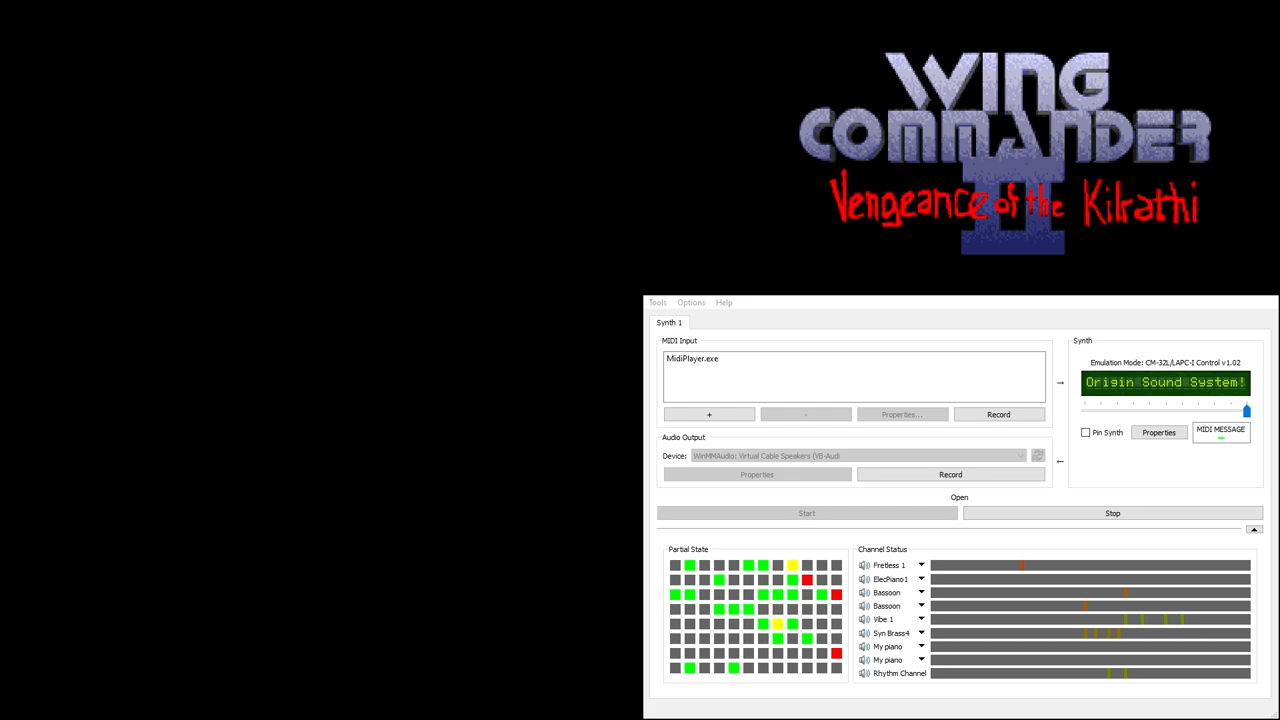 WING
COMMANDER
II
Vengeance of the Kilrathi
Tools Options Help
Synth 1
MIDI Input
MidiPlayer.exe
+ - Properties... Record
Synth
Emulation Mode: CM-32L/LAPC-I Control v1.02
Origin Sound System!
Pin Synth Properties MIDI MESSAGE
Audio Output
Device: WinMMAudio: Virtual Cable Speakers (VB-Audi
Properties Record
Open
Start Stop
Partial State
Channel Status
Fretless 1
ElecPiano1
Bassoon
Bassoon
Vibe 1
Syn Brass4
My piano
My piano
Rhythm Channel